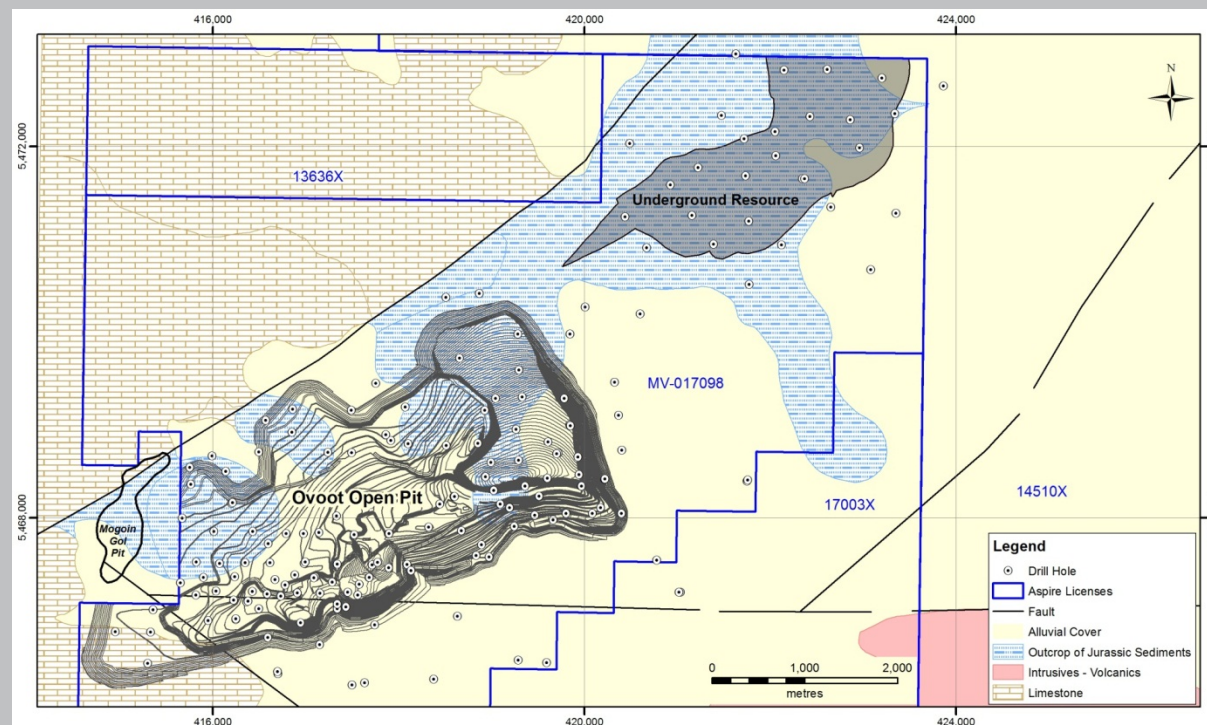 416,000
420,000
424,000
N
5,472,000
13636X
Underground Resource
MV-017098
Ovoot Open Pit
5,468,000
Mogoin
Gol
Pit
17003X
14510X
Legend
Drill Hole
Aspire Licenses
Fault
Alluvial Cover
Outcrop of Jurassic Sediments
Intrusives - Volcanics
Limestone
0
1,000
2,000
metres
416,000
420,000
424,000